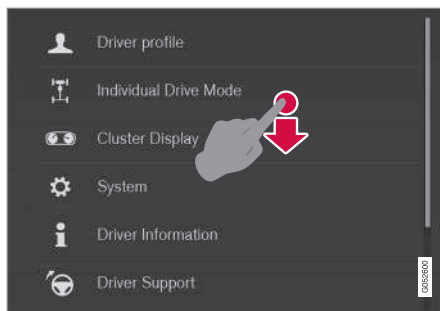 Driver profile
Individual Drive Mode
Cluster Display
System
Driver Information
Driver Support
G052600